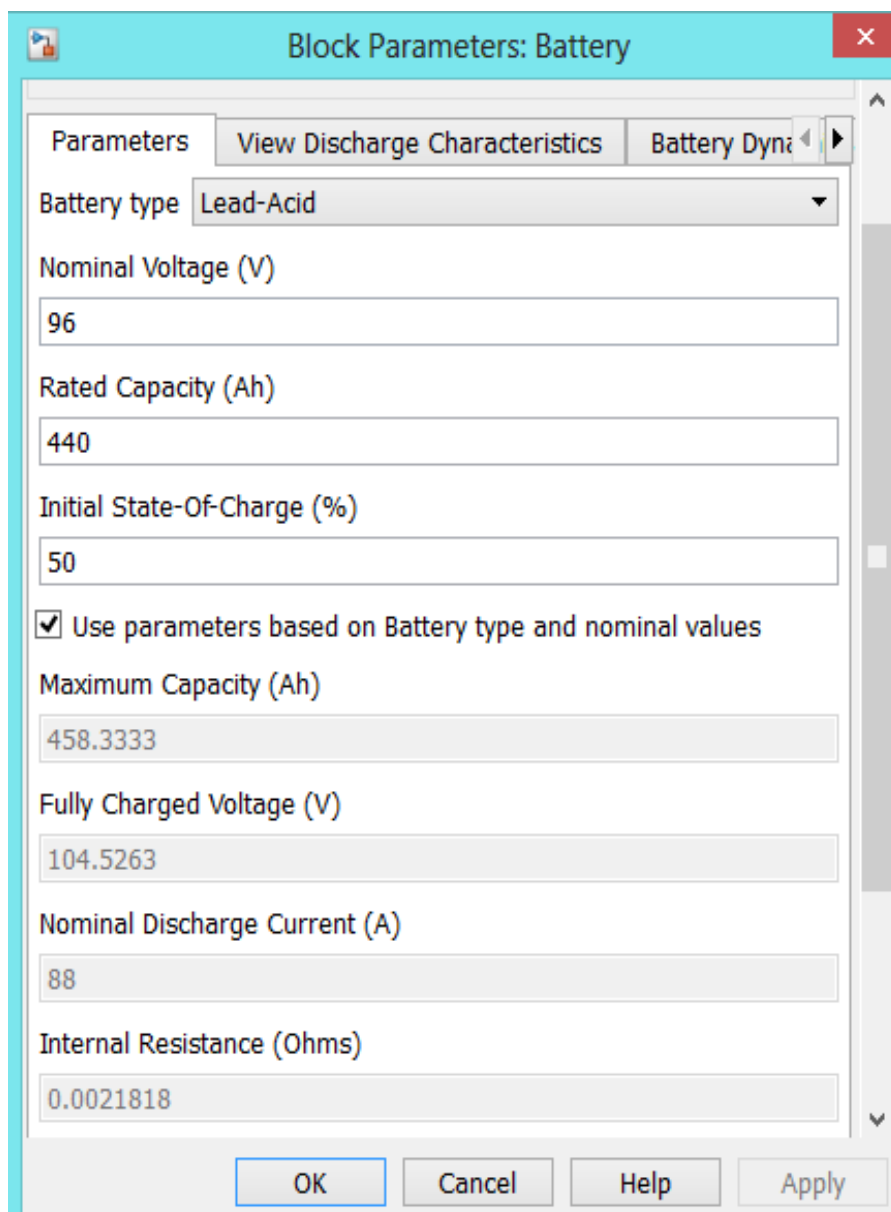 Block Parameters: Battery
Parameters
View Discharge Characteristics
Battery
Battery type Lead-Acid
Nominal Voltage (V)
96
Rated Capacity (Ah)
440
Initial State-Of-Charge (%)
50
Use parameters based on Battery type and nominal values
Maximum Capacity (Ah)
458.3333
Fully Charged Voltage (V)
104.5263
Nominal Discharge Current (A)
88
Internal Resistance (Ohms)
0.0021818
OK Cancel Help Apply